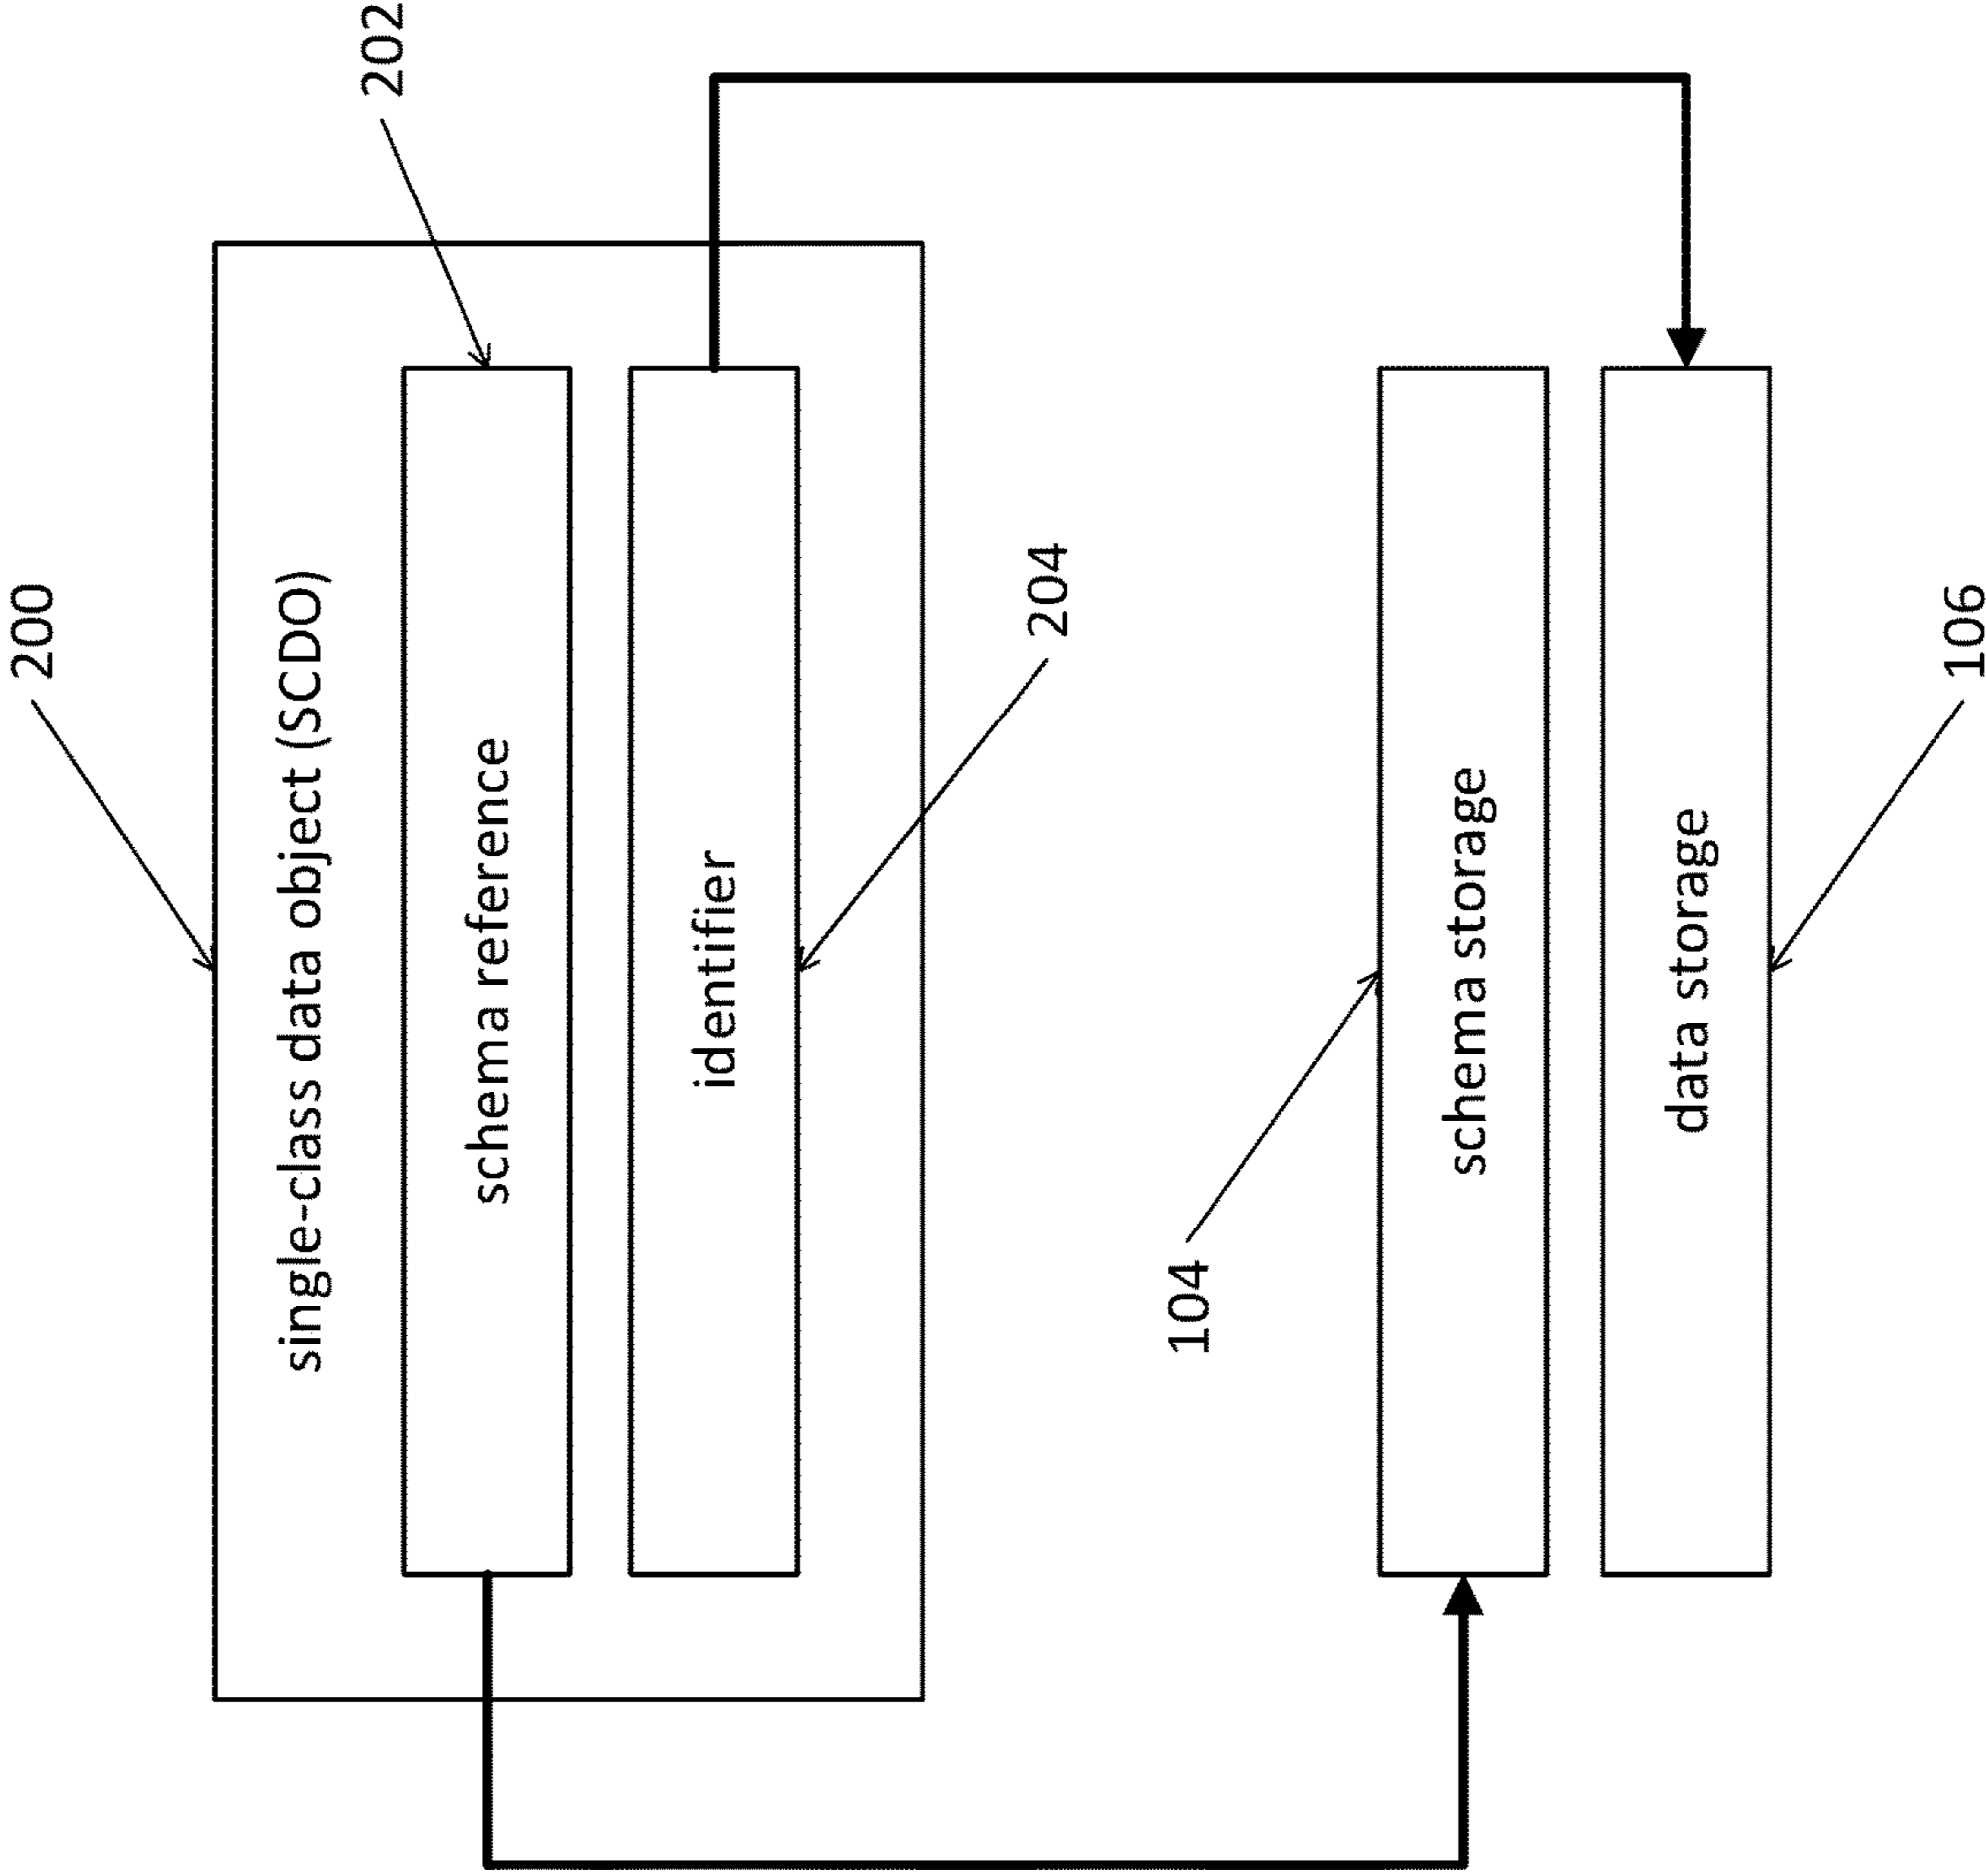 200
single-class data object (SCDO)
202
schema reference
identifier
204
104
schema storage
data storage
106